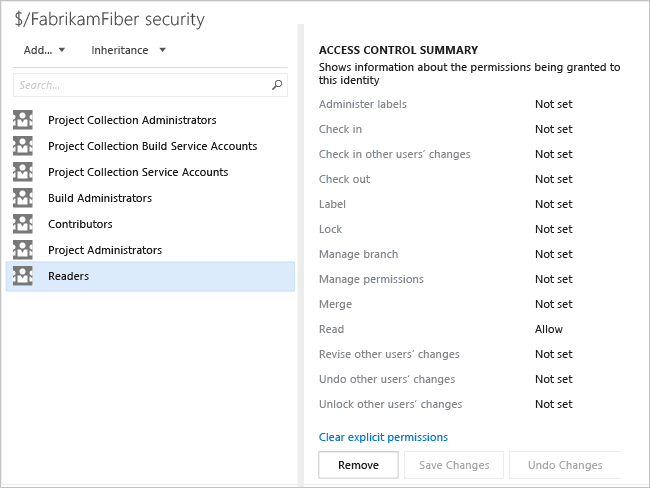 $/FabrikamFiber security
Add...
Inheritance
Search...
Project Collection Administrators
Project Collection Build Service Accounts
Project Collection Service Accounts
Build Administrators
Contributors
Project Administrators
Readers
ACCESS CONTROL SUMMARY
Shows information about the permissions being granted to
this identity
Administer labels Not set
Check in Not set
Check in other users' changes Not set
Check out Not set
Label Not set
Lock Not set
Manage branch Not set
Manage permissions Not set
Merge Not set
Read Allow
Revise other users' changes Not set
Undo other users' changes Not set
Unlock other users' changes Not set
Clear explicit permissions
Remove Save Changes Undo Changes